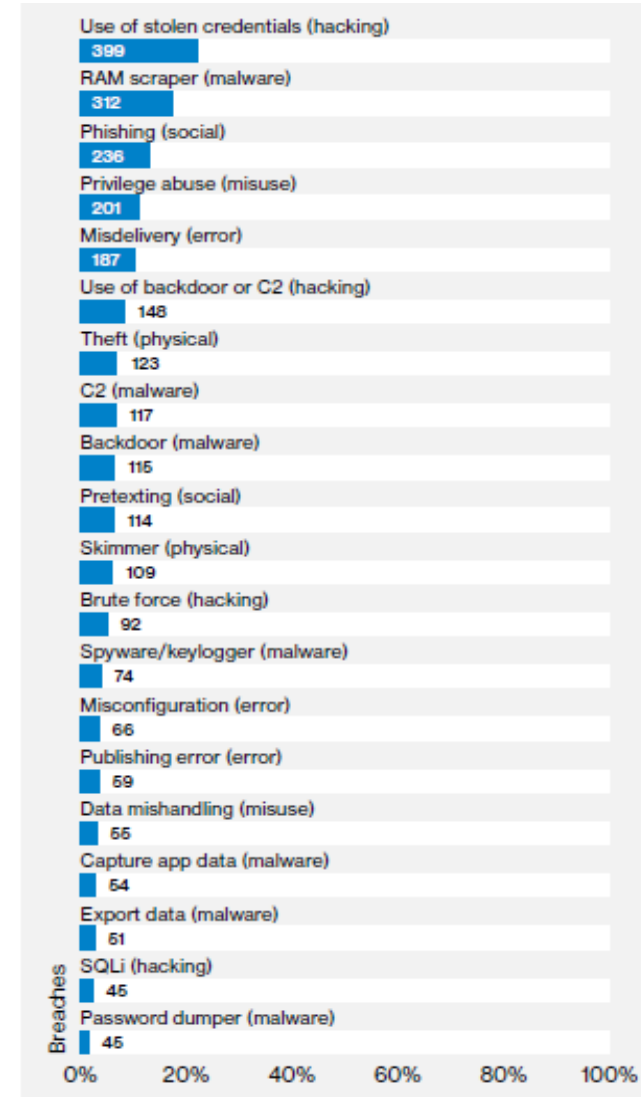 Use of stolen credentials (hacking)
399
RAM scraper (malware)
312
Phishing (social)
236
Privilege abuse (misuse)
201
Misdelivery (error)
187
Use of backdoor or C2 (hacking)
148
Theft (physical)
123
C2 (malware)
117
Backdoor (malware)
115
Pretexting (social)
114
Skimmer (physical)
109
Brute force (hacking)
92
Spyware/keylogger (malware)
74
Misconfiguration (error)
66
Publishing error (error)
59
Data mishandling (misuse)
55
Capture app data (malware)
54
Export data (malware)
51
SQLi (hacking)
45
Password dumper (malware)
45
Breaches
0% 20% 40% 60% 80% 100%